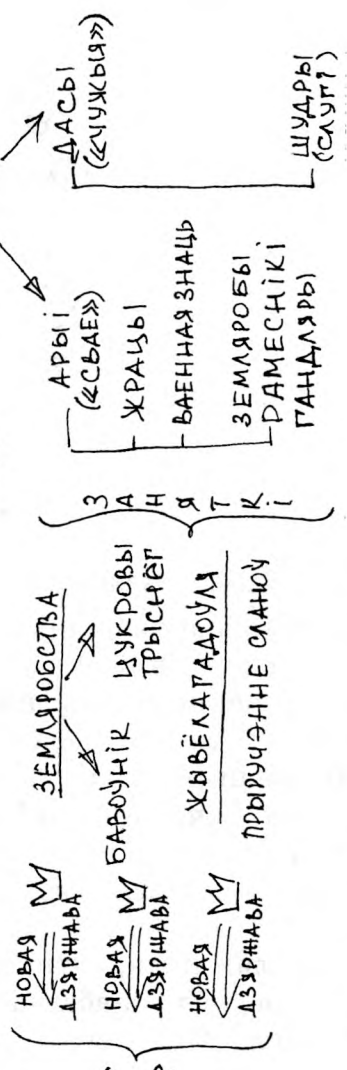 НОВАЯ
ДЗЯРЖАВА
НОВАЯ
ДЗЯРЖАВА
НОВАЯ
ДЗЯРЖАВА
ЗЕМЛЯРОБСТВА
БАВОЎНІК
ЦУКРОВЫ
ТРЫСНЁГ
ЖЫВЁЛАГАДОЎЛЯ
ПРЫРУЧЭННЕ СЛАНОЎ
ЗАНЯТКІ
АРЫІ
(«СВАЕ»)
ЖРАЦЫ
ВАЕННАЯ ЗНАЦЬ
ЗЕМЛЯРОБЫ
РАМЕСНІКІ
ГАНДЛЯРЫ
ДАСЫ
(«ЧУЖЫЯ»)
ШУДРЫ
(СЛУГІ)